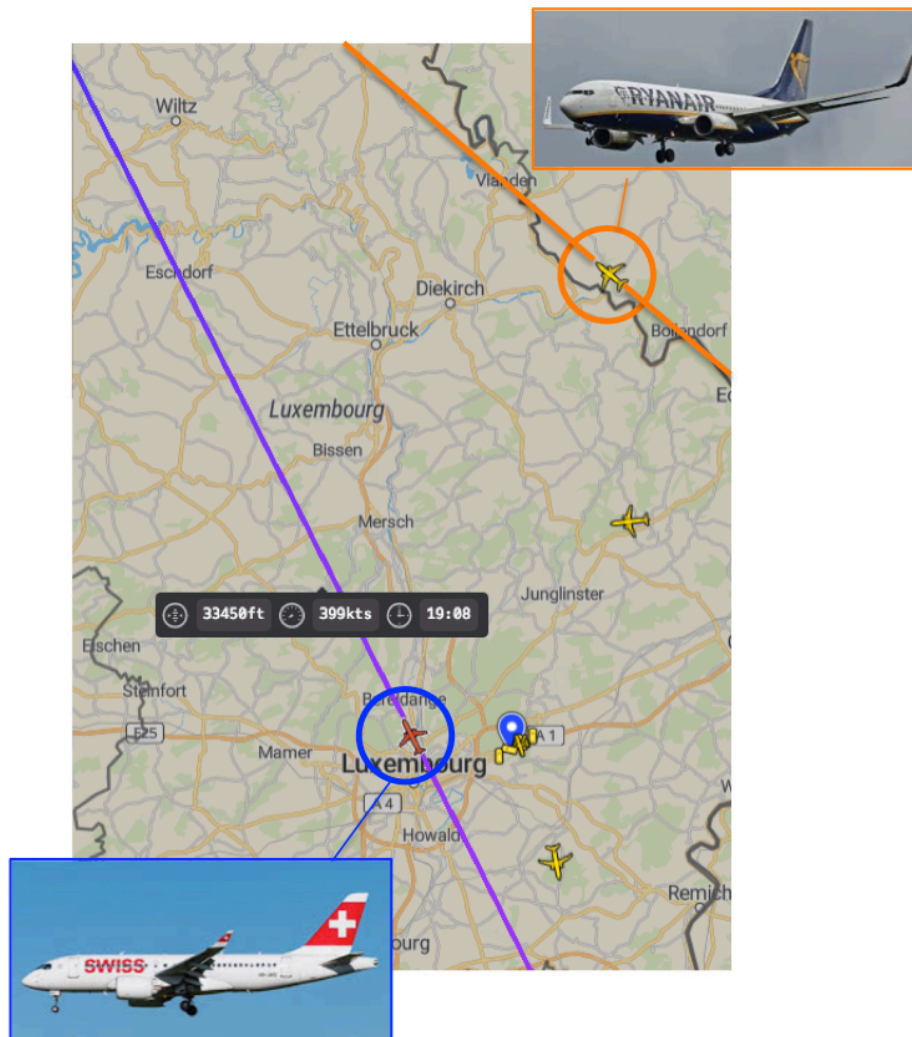 RYANAIR
Wiltz
Vianden
Eschdorf
Diekirch
Bollendorf
Ettelbruck
Luxembourg
Bissen
Mersch
Junglinster
33450ft 399kts 19:08
Eischen
Steinfort
Bereldange
E25
A 1
Mamer
Luxembourg
A 4
Howald
Remich
SWISS